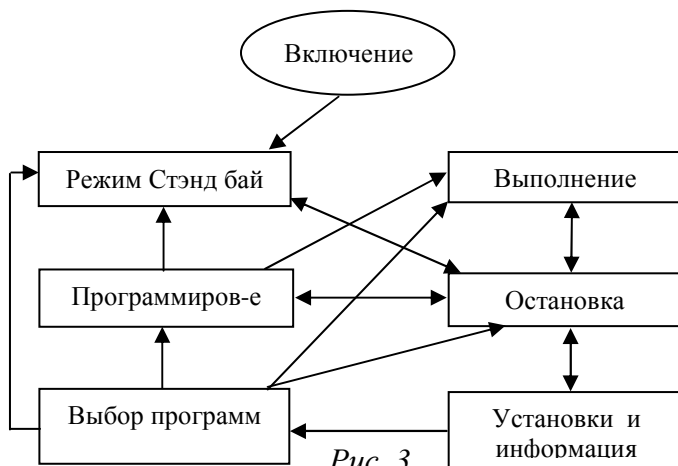 Включение
Режим Стэнд бай
Выполнение
Программиров-е
Остановка
Выбор программ
Установки и
информация
Рис. 3